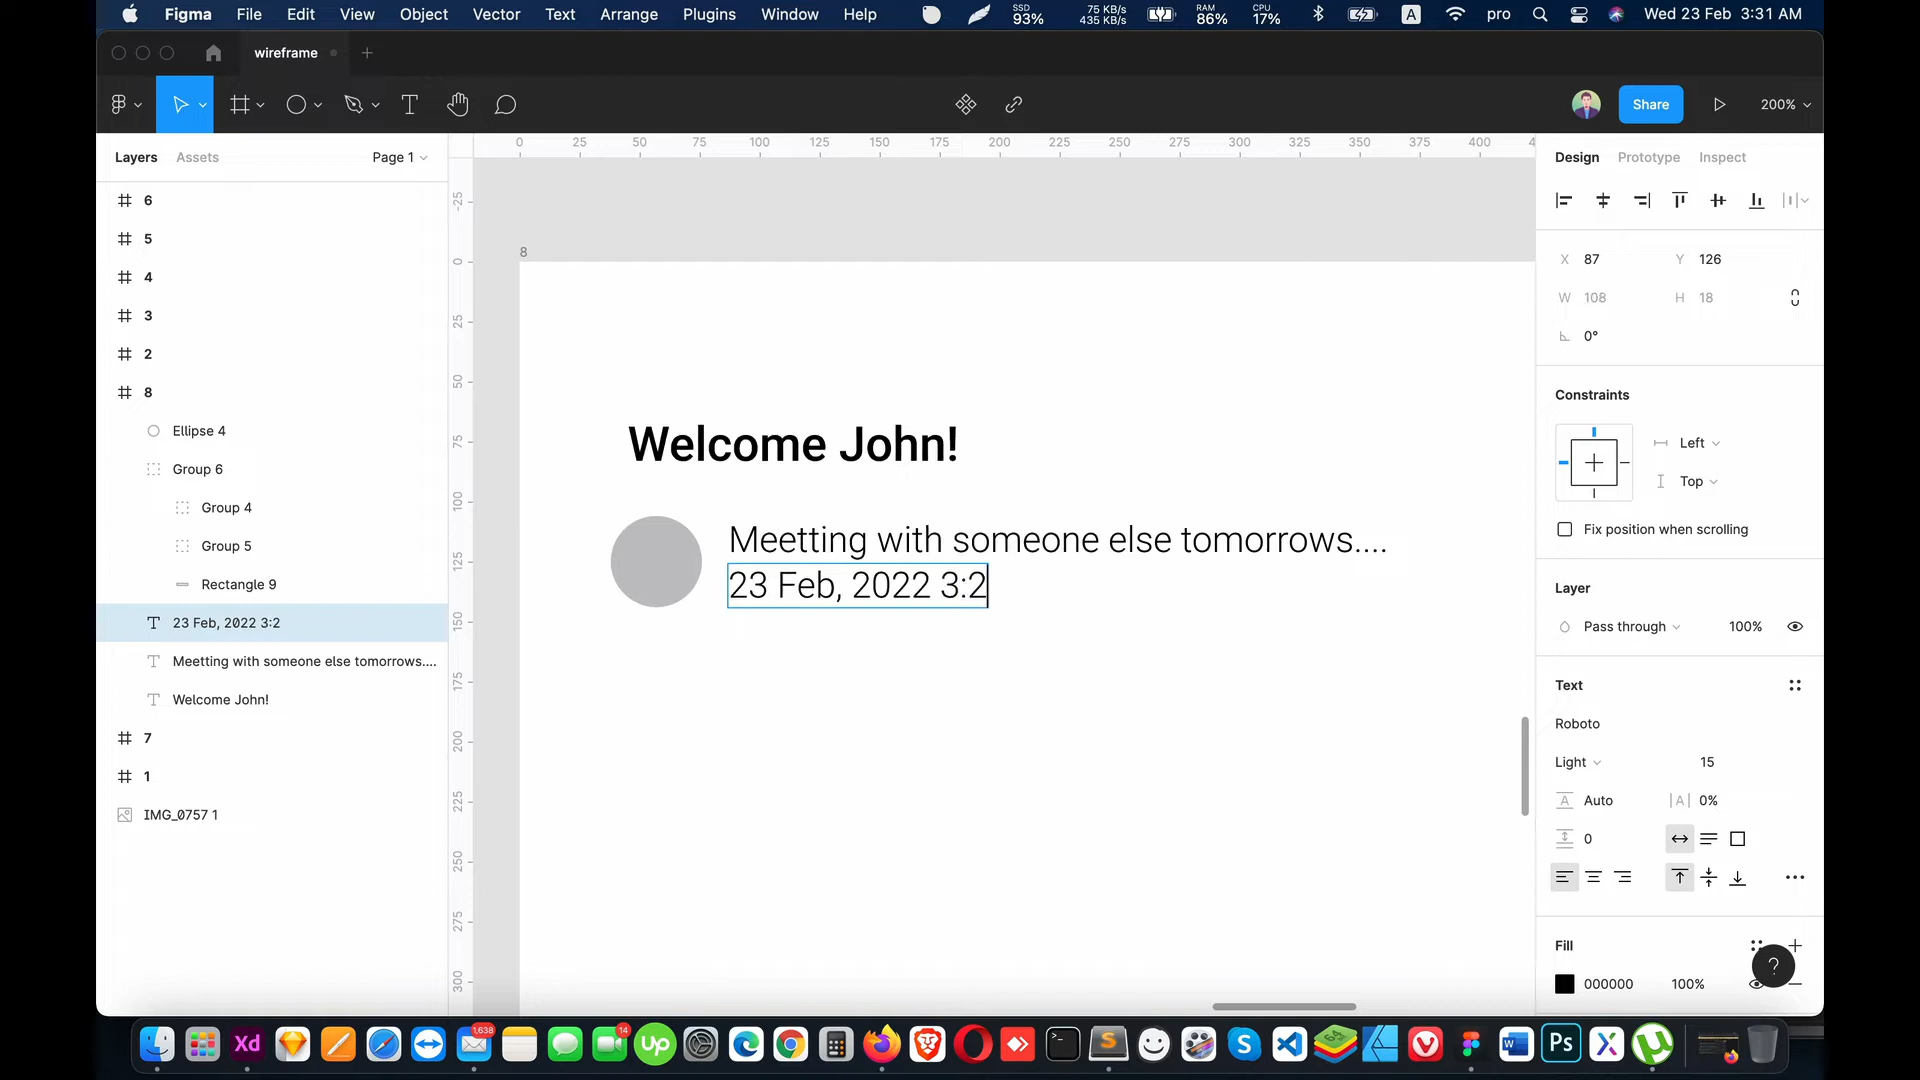 Figma File Edit View Object Vector Text Arrange Plugins Window Help SSD 93% 75 KB/s 435 KB/s RAM 86% CPU 17% A pro Wed 23 Feb 3:31 AM
wireframe
Share 200%
Layers Assets Page 1
0 25 50 75 100 125 150 175 200 225 250 275 300 325 350 375 400 4
Design Prototype Inspect
6
5
4
3
2
8
Ellipse 4
Group 6
Group 4
Group 5
Rectangle 9
23 Feb, 2022 3:2
Meetting with someone else tomorrows....
Welcome John!
7
1
IMG_0757 1
-25
0
25
50
75
100
125
150
175
200
225
250
275
300
8
Welcome John!
Meetting with someone else tomorrows....
23 Feb, 2022 3:2
X 87 Y 126
W 108 H 18
0°
Constraints
Left
Top
Fix position when scrolling
Layer
Pass through 100%
Text
Roboto
Light 15
A Auto |A| 0%
0
Fill
000000 100%
?
Xd 1,638 14 Up 64 S W Ps X